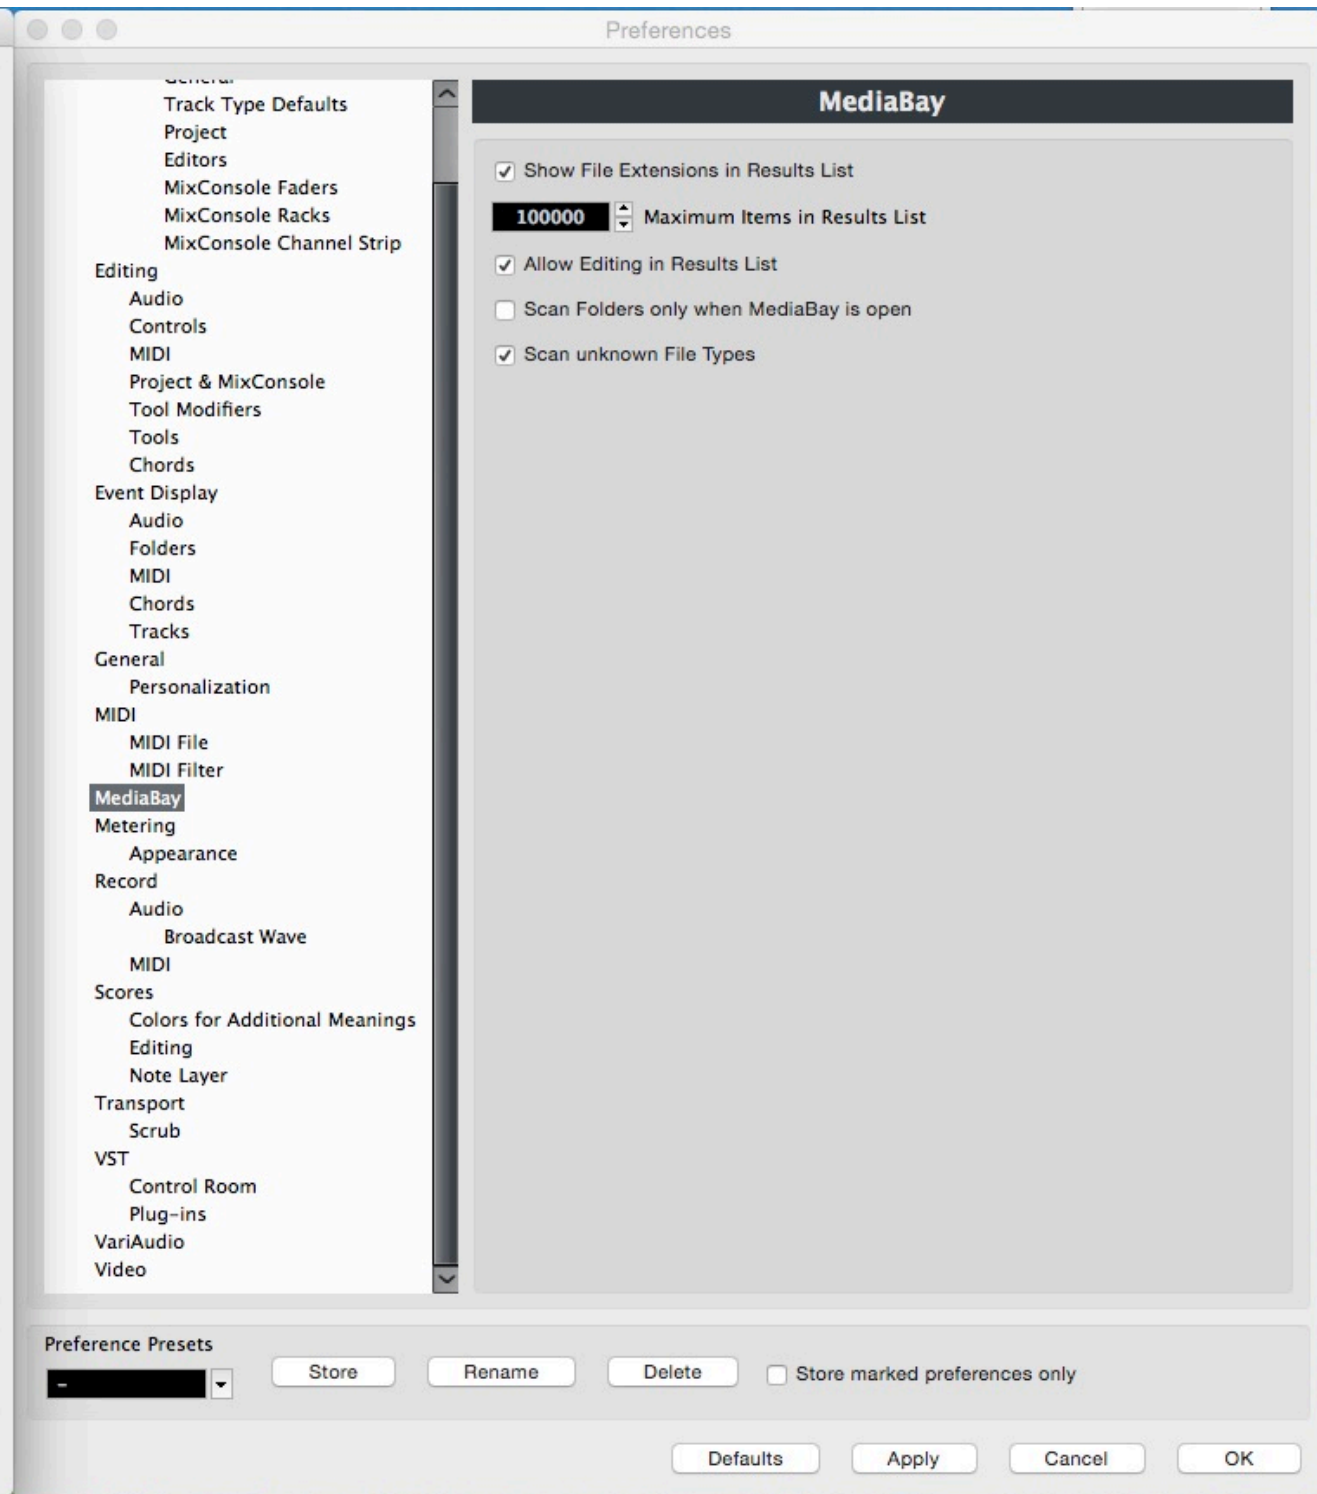 Preferences
General
Track Type Defaults
Project
Editors
MixConsole Faders
MixConsole Racks
MixConsole Channel Strip
Editing
Audio
Controls
MIDI
Project & MixConsole
Tool Modifiers
Tools
Chords
Event Display
Audio
Folders
MIDI
Chords
Tracks
General
Personalization
MIDI
MIDI File
MIDI Filter
MediaBay
Metering
Appearance
Record
Audio
Broadcast Wave
MIDI
Scores
Colors for Additional Meanings
Editing
Note Layer
Transport
Scrub
VST
Control Room
Plug-ins
VariAudio
Video
MediaBay
Show File Extensions in Results List
100000 Maximum Items in Results List
Allow Editing in Results List
Scan Folders only when MediaBay is open
Scan unknown File Types
Preference Presets
– Store Rename Delete Store marked preferences only
Defaults Apply Cancel OK